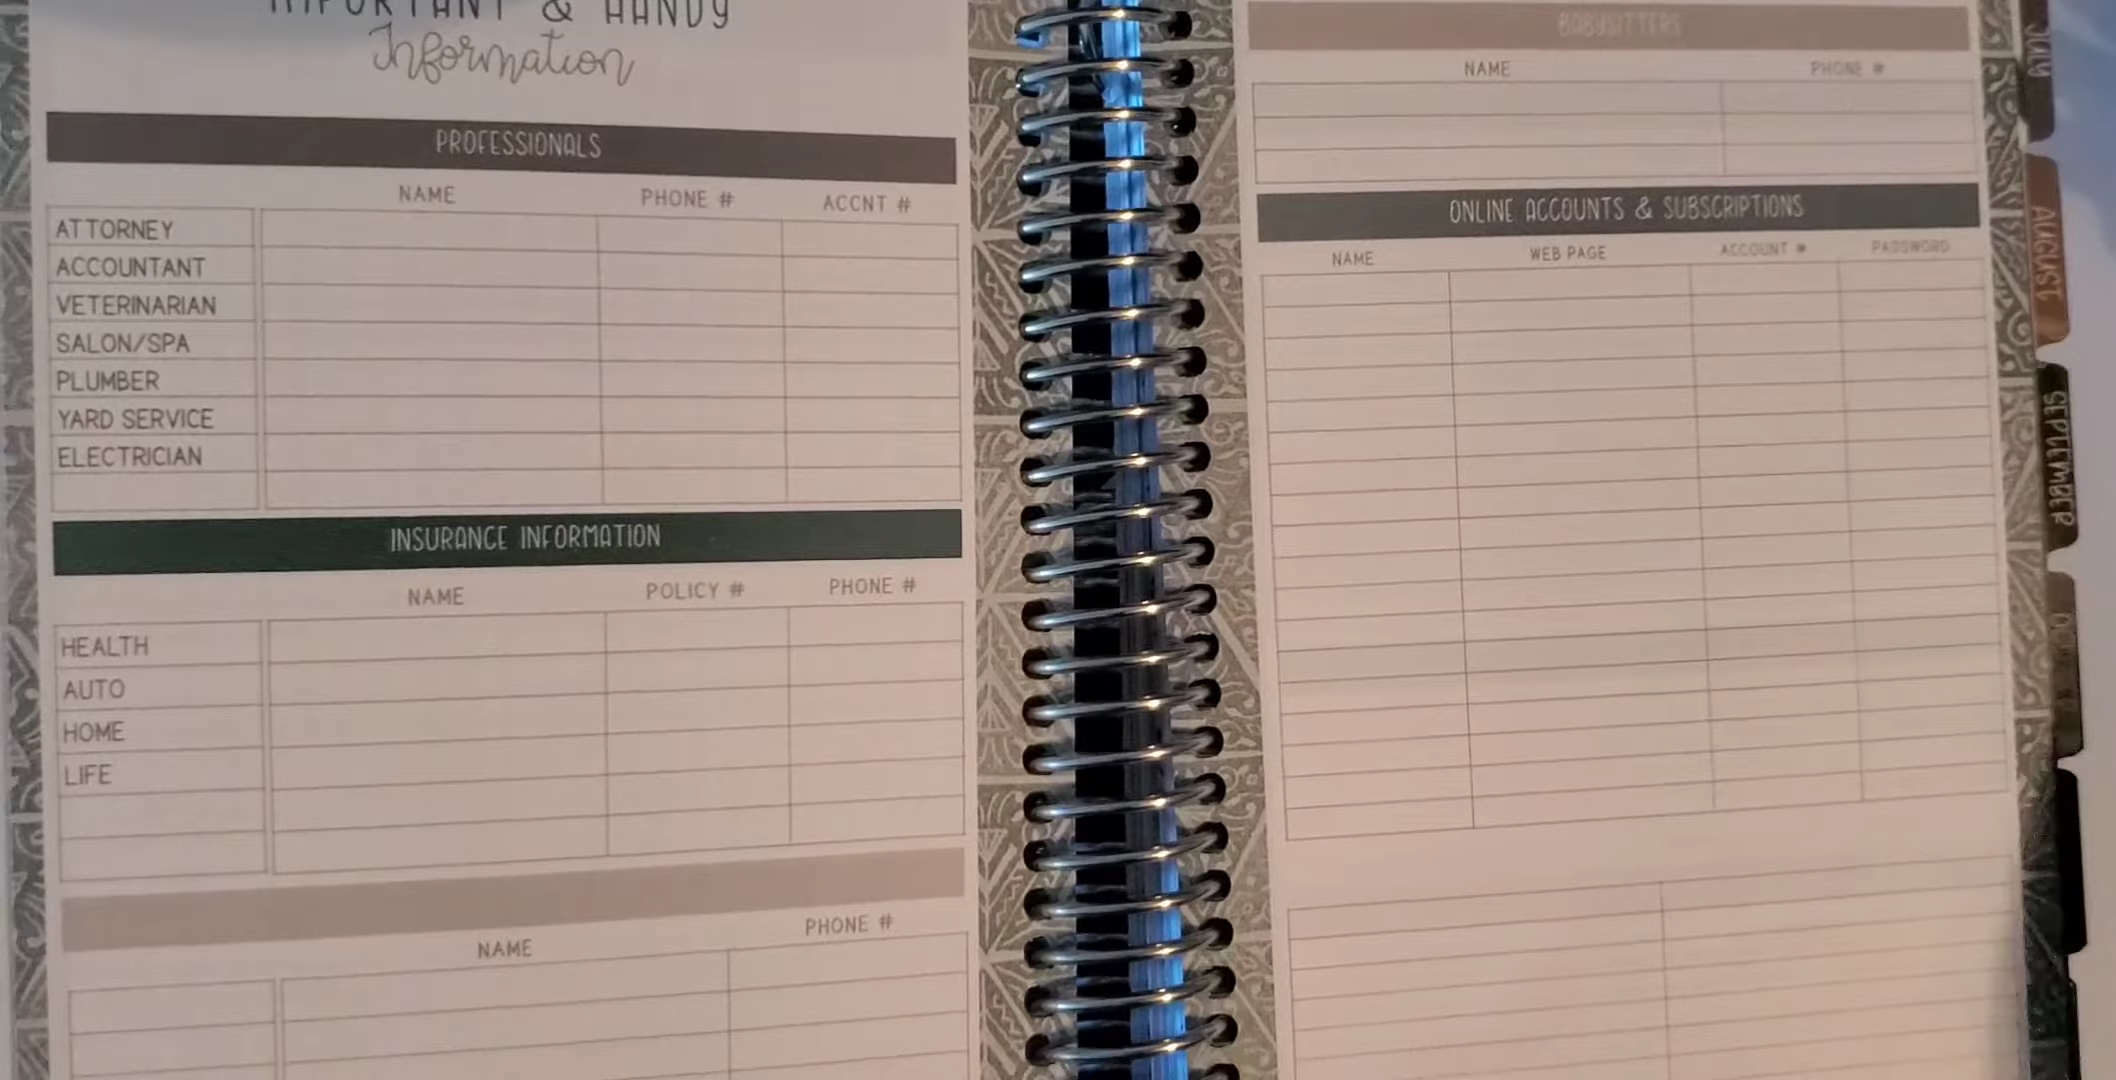 IMPORTANT & HANDY
Information
PROFESSIONALS
NAME PHONE # ACCNT #
ATTORNEY
ACCOUNTANT
VETERINARIAN
SALON/SPA
PLUMBER
YARD SERVICE
ELECTRICIAN
INSURANCE INFORMATION
NAME POLICY # PHONE #
HEALTH
AUTO
HOME
LIFE
NAME PHONE #
BABYSITTERS
NAME PHONE #
ONLINE ACCOUNTS & SUBSCRIPTIONS
NAME WEB PAGE ACCOUNT # PASSWORD
July
AUGUST
SEPTEMBER